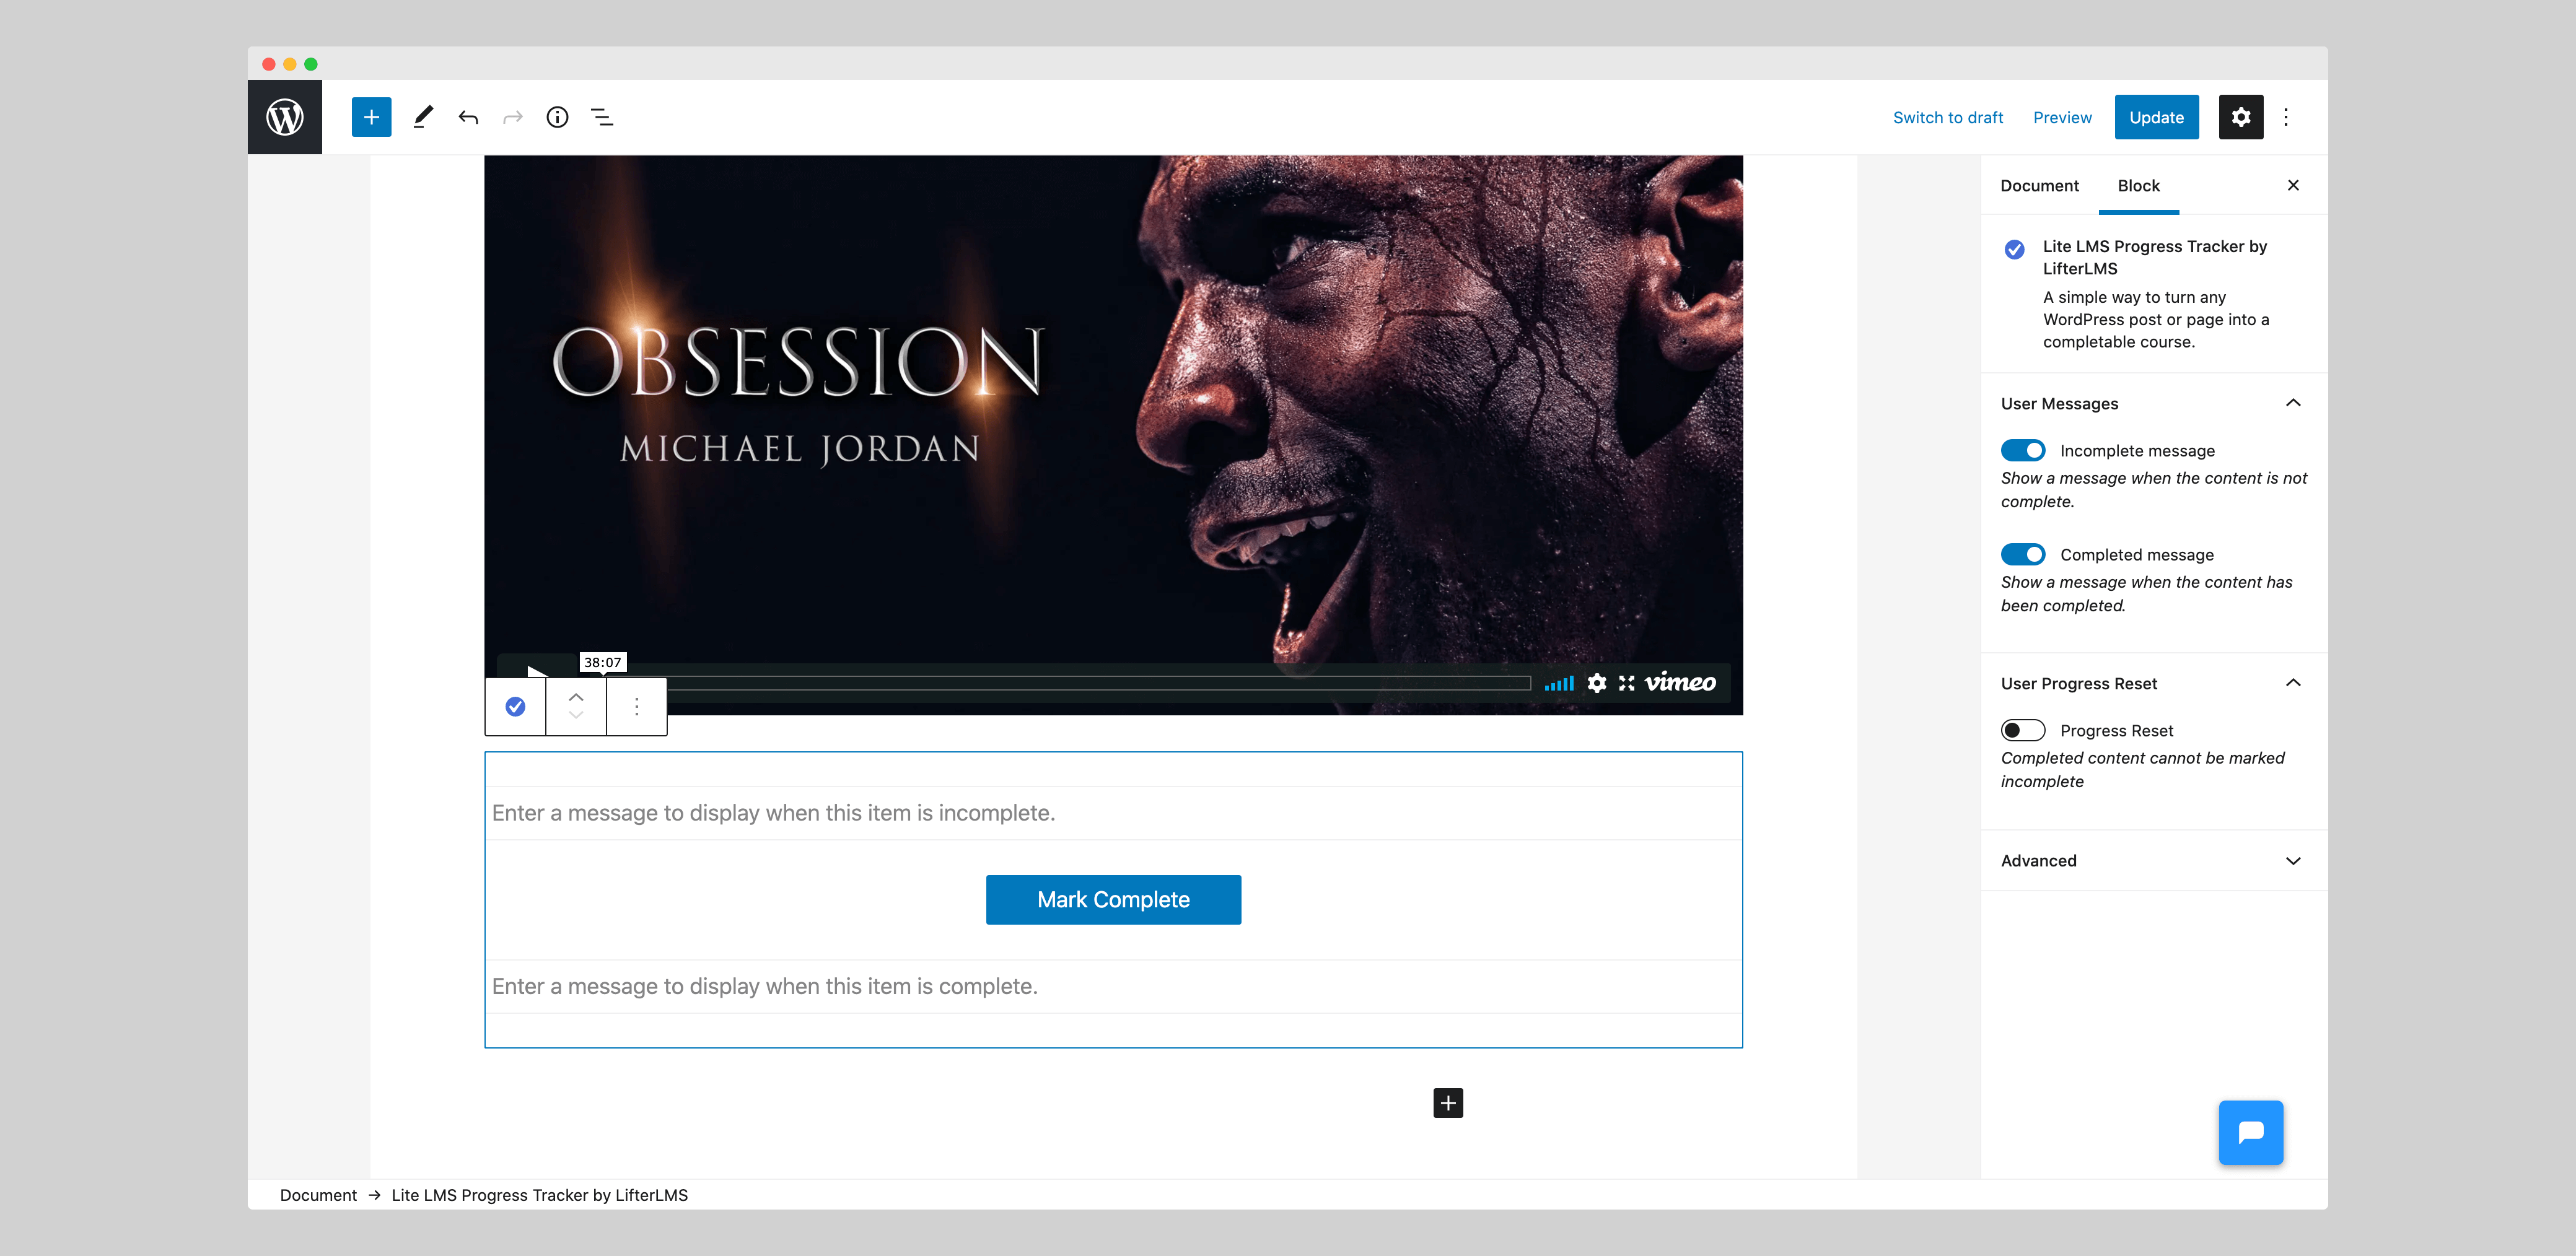 Switch to draft
Preview
Update
OBSESSION
MICHAEL JORDAN
38:07
vimeo
Enter a message to display when this item is incomplete.
Mark Complete
Enter a message to display when this item is complete.
Document
Block
Lite LMS Progress Tracker by
LifterLMS
A simple way to turn any
WordPress post or page into a
completable course.
User Messages
Incomplete message
Show a message when the content is not
complete.
Completed message
Show a message when the content has
been completed.
User Progress Reset
Progress Reset
Completed content cannot be marked
incomplete
Advanced
Document → Lite LMS Progress Tracker by LifterLMS